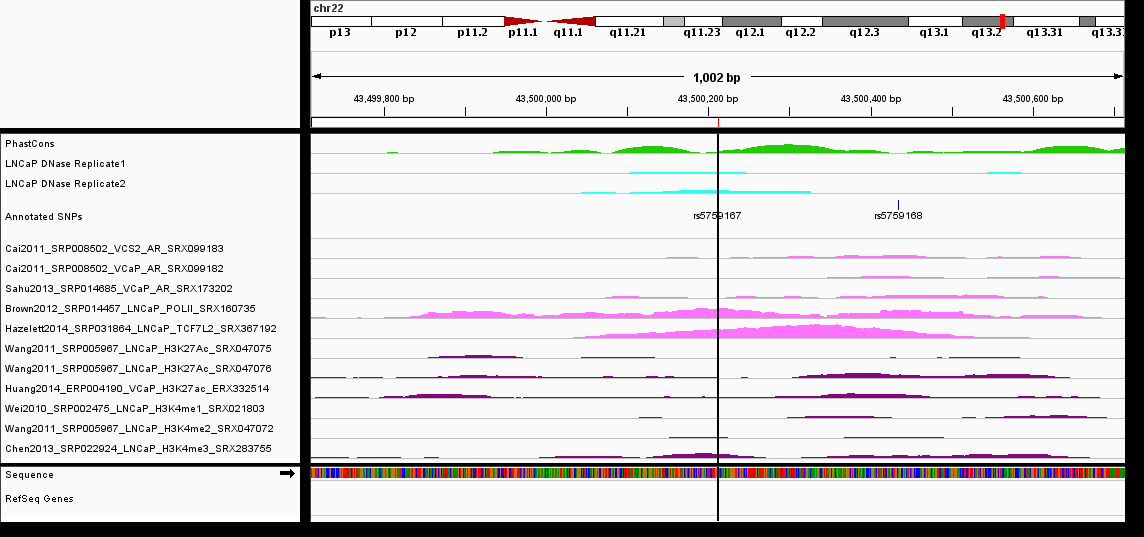 chr22
p13 p12 p11.2 p11.1 q11.1 q11.21 q11.23 q12.1 q12.2 q12.3 q13.1 q13.2 q13.31 q13.3
1,002 bp
43,499,800 bp 43,500,000 bp 43,500,200 bp 43,500,400 bp 43,500,600 bp
PhastCons
LNCaP DNase Replicate1
LNCaP DNase Replicate2
Annotated SNPs
rs5759167 rs5759168
Cai2011_SRP008502_VCS2_AR_SRX099183
Cai2011_SRP008502_VCaP_AR_SRX099182
Sahu2013_SRP014685_VCaP_AR_SRX173202
Brown2012_SRP014457_LNCaP_POLII_SRX160735
Hazelett2014_SRP031864_LNCaP_TCF7L2_SRX367192
Wang2011_SRP005967_LNCaP_H3K27Ac_SRX047075
Wang2011_SRP005967_LNCaP_H3K27Ac_SRX047076
Huang2014_ERP004190_VCaP_H3K27ac_ERX332514
Wei2010_SRP002475_LNCaP_H3K4me1_SRX021803
Wang2011_SRP005967_LNCaP_H3K4me2_SRX047072
Chen2013_SRP022924_LNCaP_H3K4me3_SRX283755
Sequence
RefSeq Genes